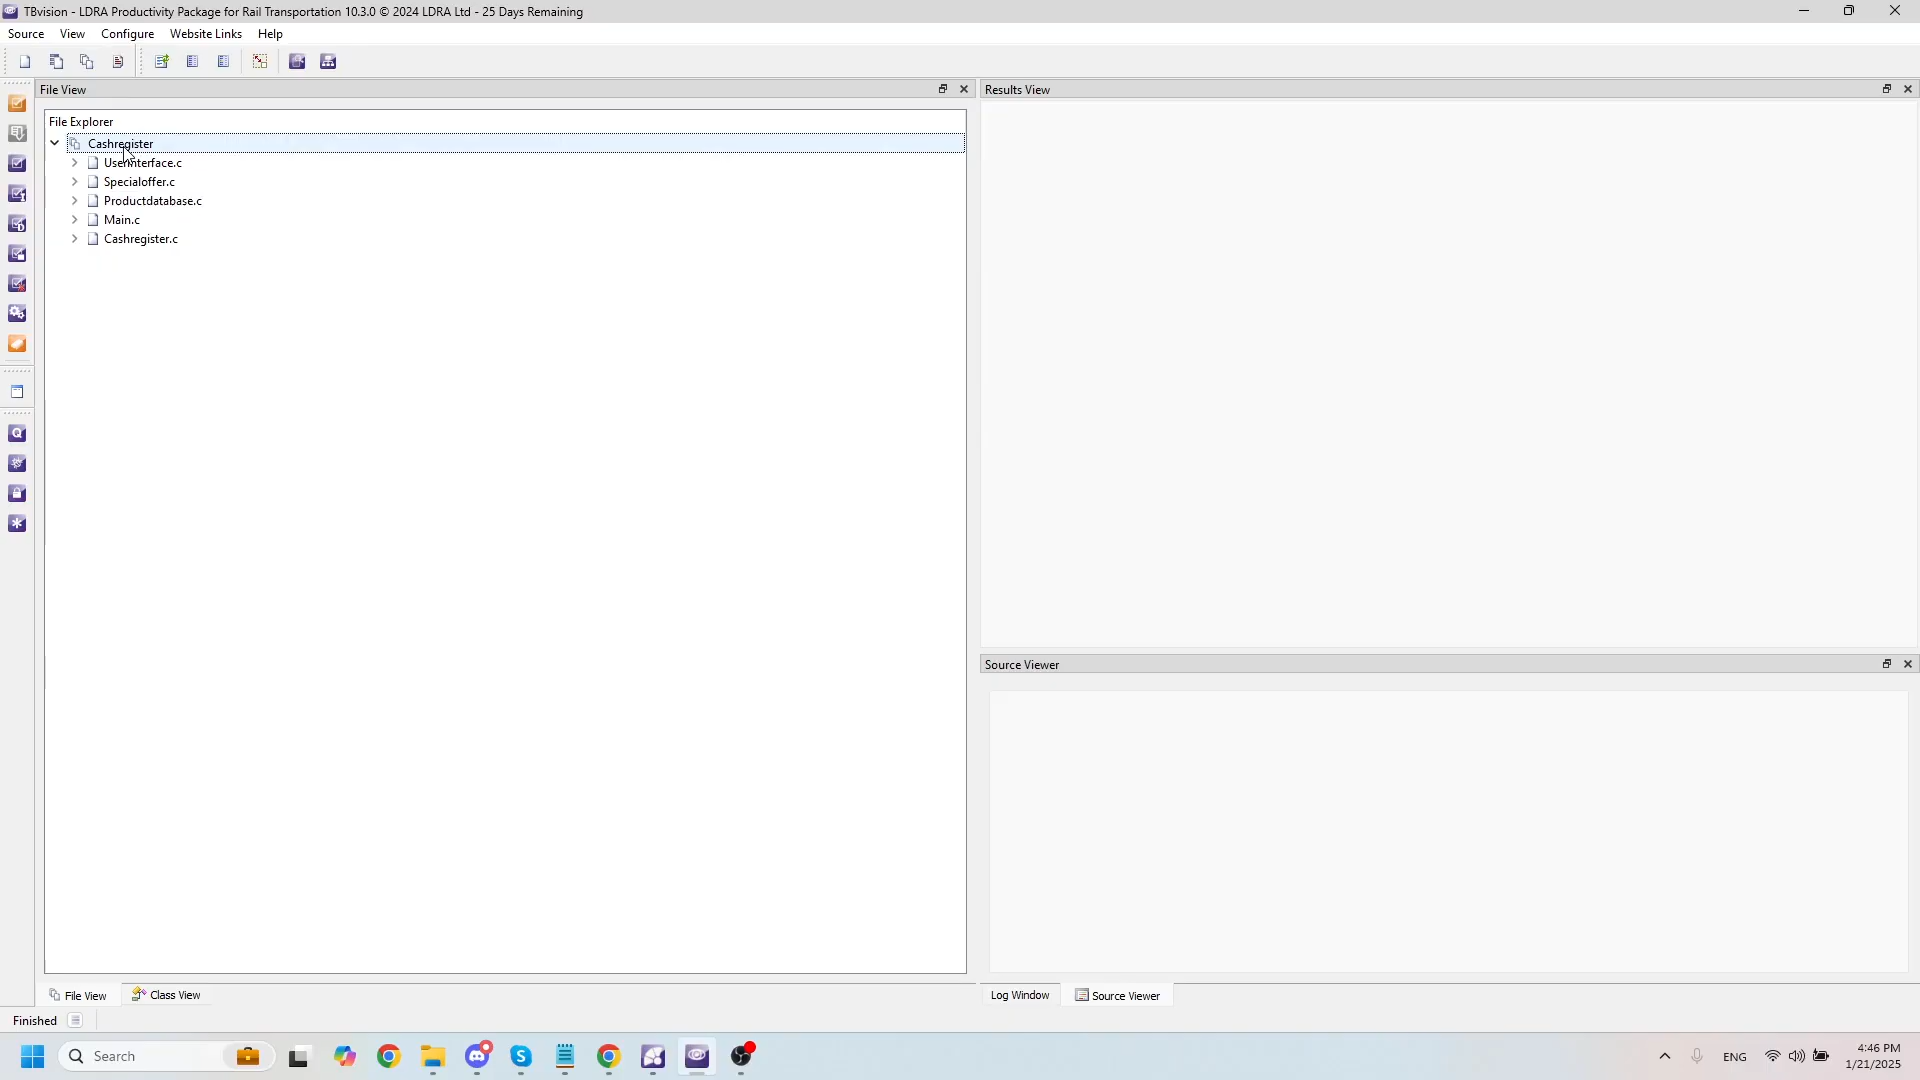 TBvision - LDRA Productivity Package for Rail Transportation 10.3.0 © 2024 LDRA Ltd - 25 Days Remaining
Source View Configure Website Links Help
File View
File Explorer
Cashregister
Userinterface.c
Specialoffer.c
Productdatabase.c
Main.c
Cashregister.c
Results View
Source Viewer
File View Class View
Log Window Source Viewer
Finished
Search
ENG
4:46 PM
1/21/2025